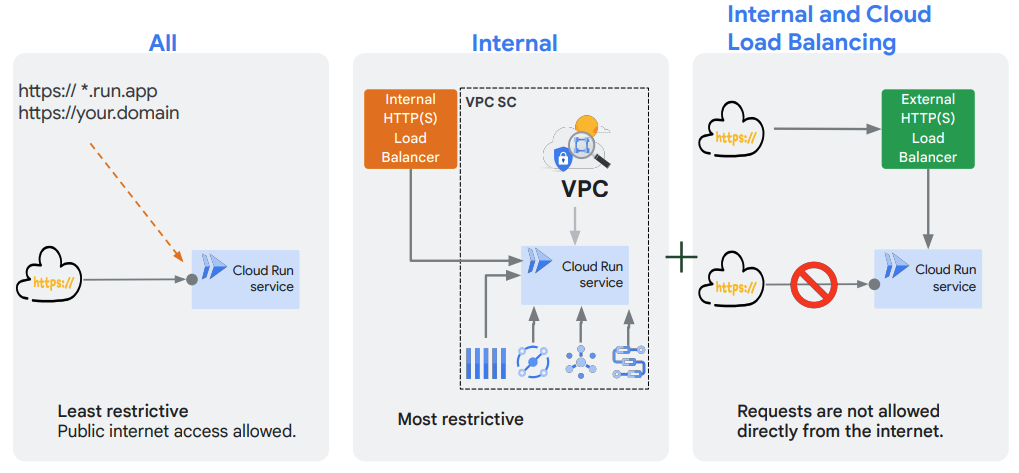 All
https:// *.run.app
https://your.domain
https://
Cloud Run
service
Least restrictive
Public internet access allowed.
Internal
Internal
HTTP(S)
Load
Balancer
VPC SC
VPC
Cloud Run
service
Most restrictive
Internal and Cloud
Load Balancing
https://
External
HTTP(S)
Load
Balancer
https://
Cloud Run
service
Requests are not allowed
directly from the internet.